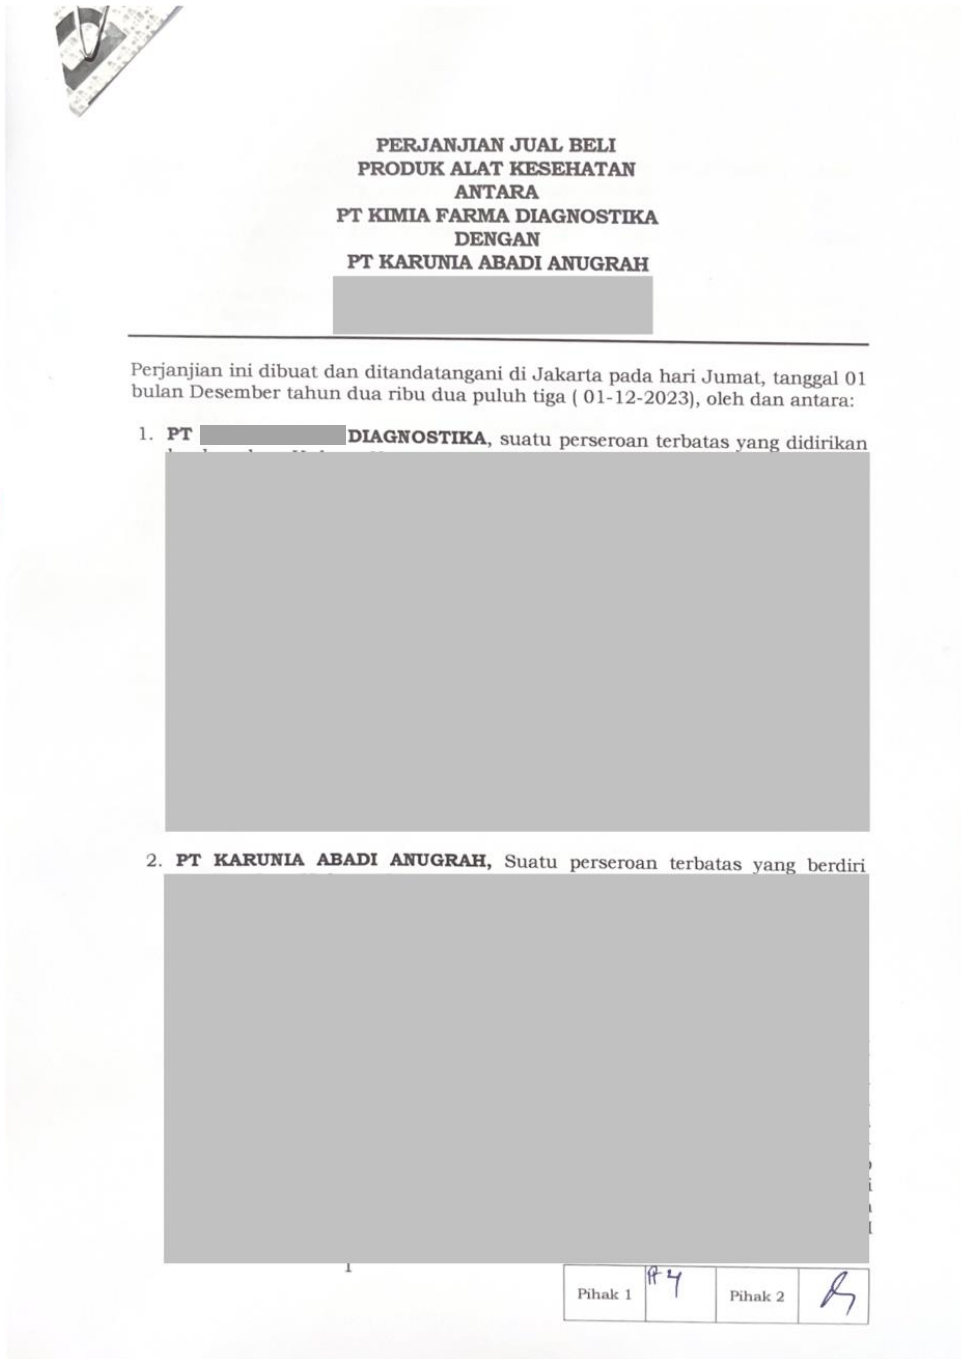 PERJANJIAN JUAL BELI
PRODUK ALAT KESEHATAN
ANTARA
PT KIMIA FARMA DIAGNOSTIKA
DENGAN
PT KARUNIA ABADI ANUGRAH
Perjanjian ini dibuat dan ditandatangani di Jakarta pada hari Jumat, tanggal 01
bulan Desember tahun dua ribu dua puluh tiga ( 01-12-2023), oleh dan antara:
1. PT DIAGNOSTIKA, suatu perseroan terbatas yang didirikan
2. PT KARUNIA ABADI ANUGRAH, Suatu perseroan terbatas yang berdiri
1
Pihak 1
Pihak 2